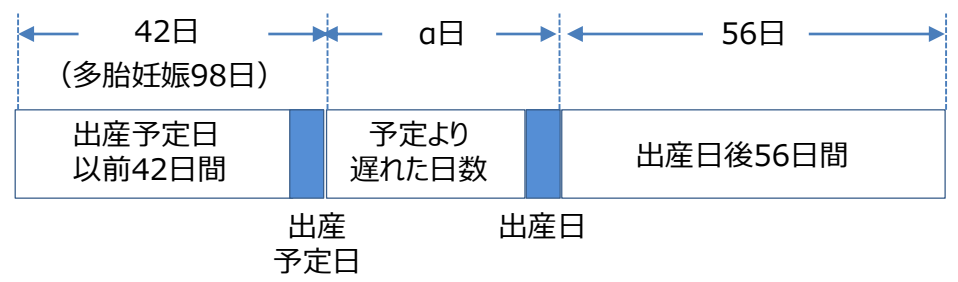 42日
（多胎妊娠98日）
α日
56日
出産予定日
以前42日間
予定より
遅れた日数
出産日後56日間
出産
予定日
出産日